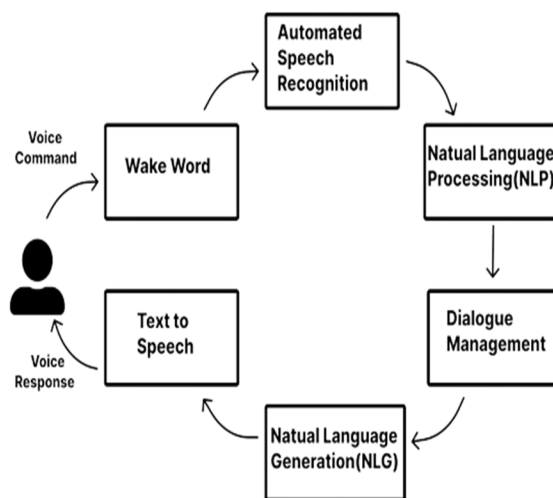 Automated
Speech
Recognition
Voice
Command
Wake Word
Natual Language
Processing(NLP)
Dialogue
Management
Natual Language
Generation(NLG)
Text to
Speech
Voice
Response